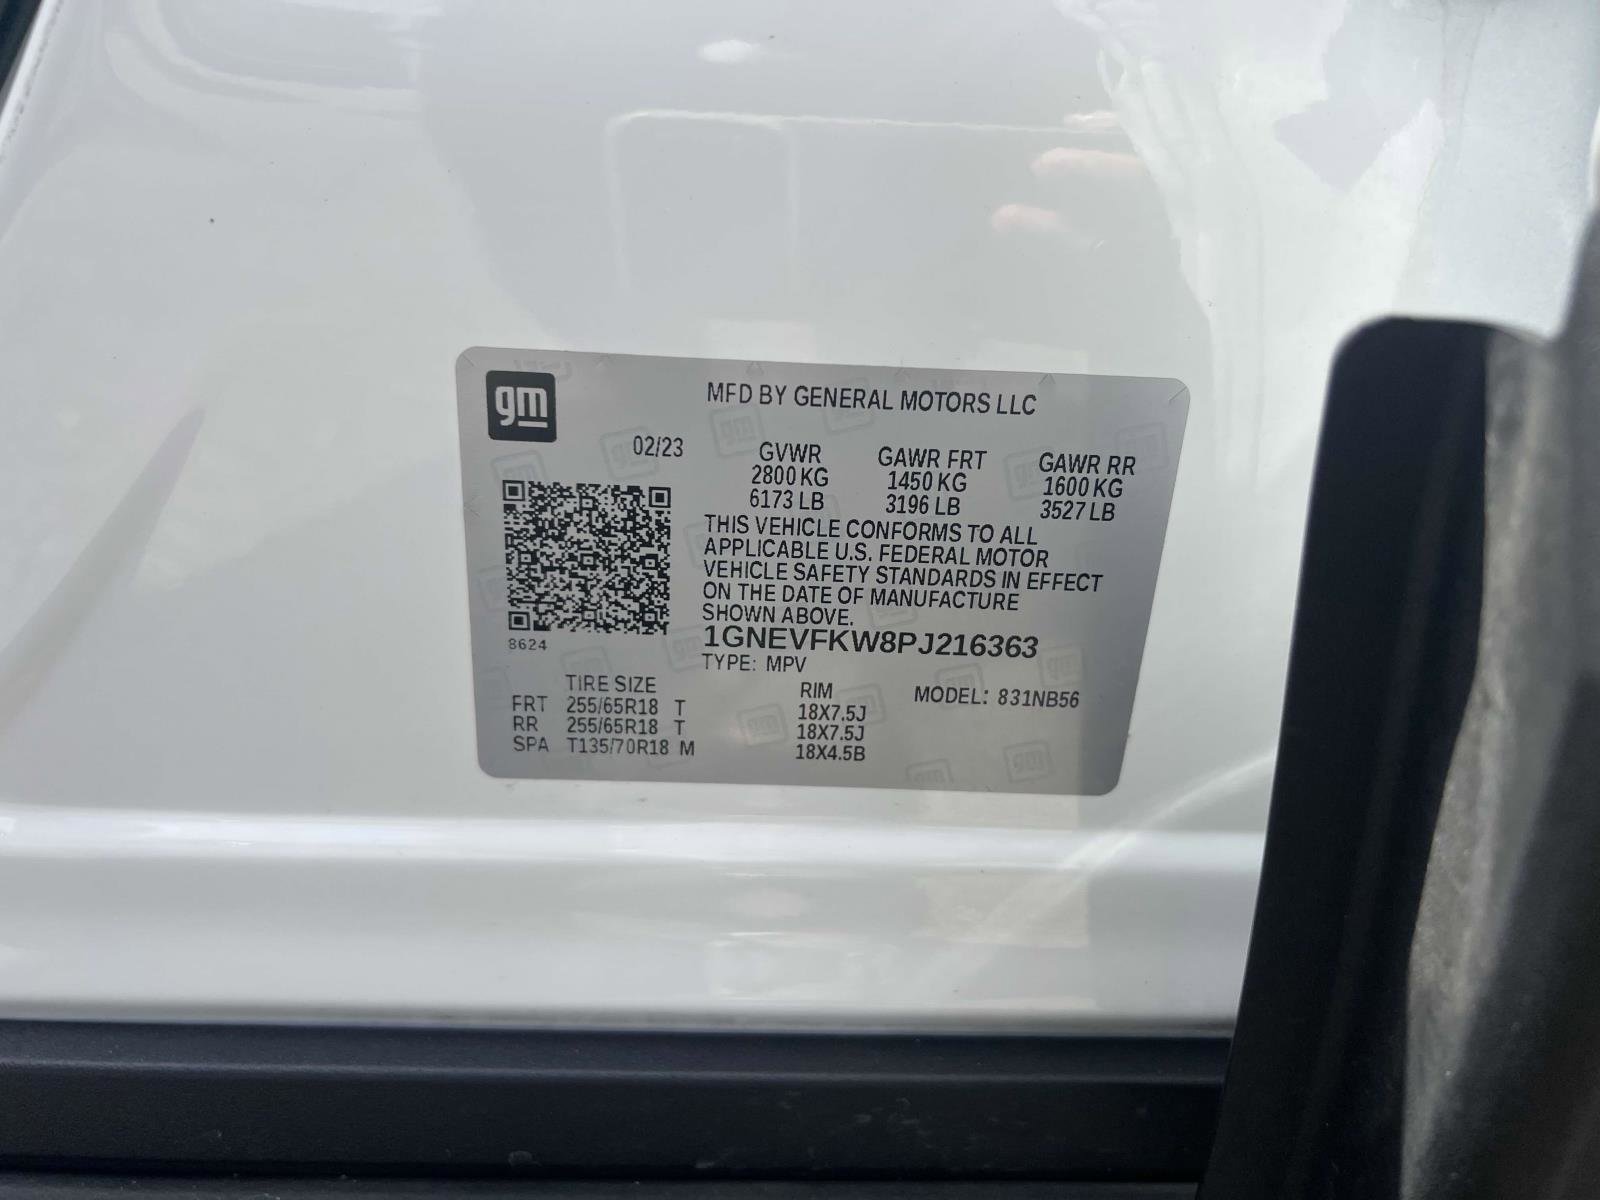 gm
MFD BY GENERAL MOTORS LLC
02/23
GVWR GAWR FRT GAWR RR
2800 KG 1450 KG 1600 KG
6173 LB 3196 LB 3527 LB
THIS VEHICLE CONFORMS TO ALL
APPLICABLE U.S. FEDERAL MOTOR
VEHICLE SAFETY STANDARDS IN EFFECT
ON THE DATE OF MANUFACTURE
SHOWN ABOVE.
8624
1GNEVFKW8PJ216363
TYPE: MPV
TIRE SIZE RIM MODEL: 831NB56
FRT 255/65R18 T 18X7.5J
RR 255/65R18 T 18X7.5J
SPA T135/70R18 M 18X4.5B